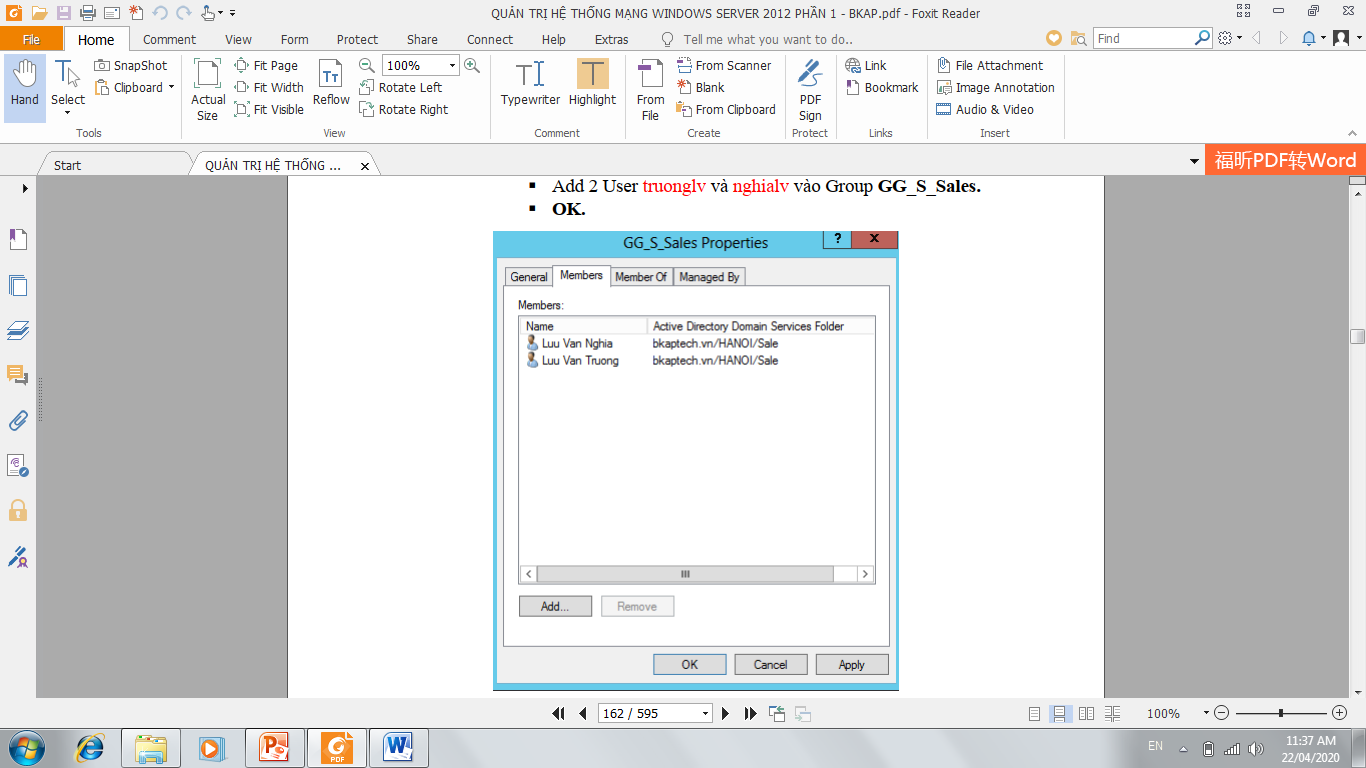 QUẢN TRỊ HỆ THỐNG MẠNG WINDOWS SERVER 2012 PHẦN 1 - BKAP.pdf - Foxit Reader
File Home Comment View Form Protect Share Connect Help Extras Tell me what you want to do.. Find
Hand
Select
SnapShot
Clipboard
Tools
Actual
Size
Fit Page
Fit Width
Fit Visible
Reflow
100%
Rotate Left
Rotate Right
View
Typewriter
Highlight
Comment
From
File
From Scanner
Blank
From Clipboard
Create
PDF
Sign
Protect
Link
Bookmark
Links
File Attachment
Image Annotation
Audio & Video
Insert
Start
QUẢN TRỊ HỆ THỐNG ...
福昕PDF转Word
▪ Add 2 User truonglv và nghialv vào Group GG_S_Sales.
▪ OK.
GG_S_Sales Properties
? x
General Members Member Of Managed By
Members:
Name Active Directory Domain Services Folder
Luu Van Nghia bkaptech.vn/HANOI/Sale
Luu Van Truong bkaptech.vn/HANOI/Sale
Add... Remove
OK Cancel Apply
162 / 595
100%
PDF
EN
11:37 AM
22/04/2020